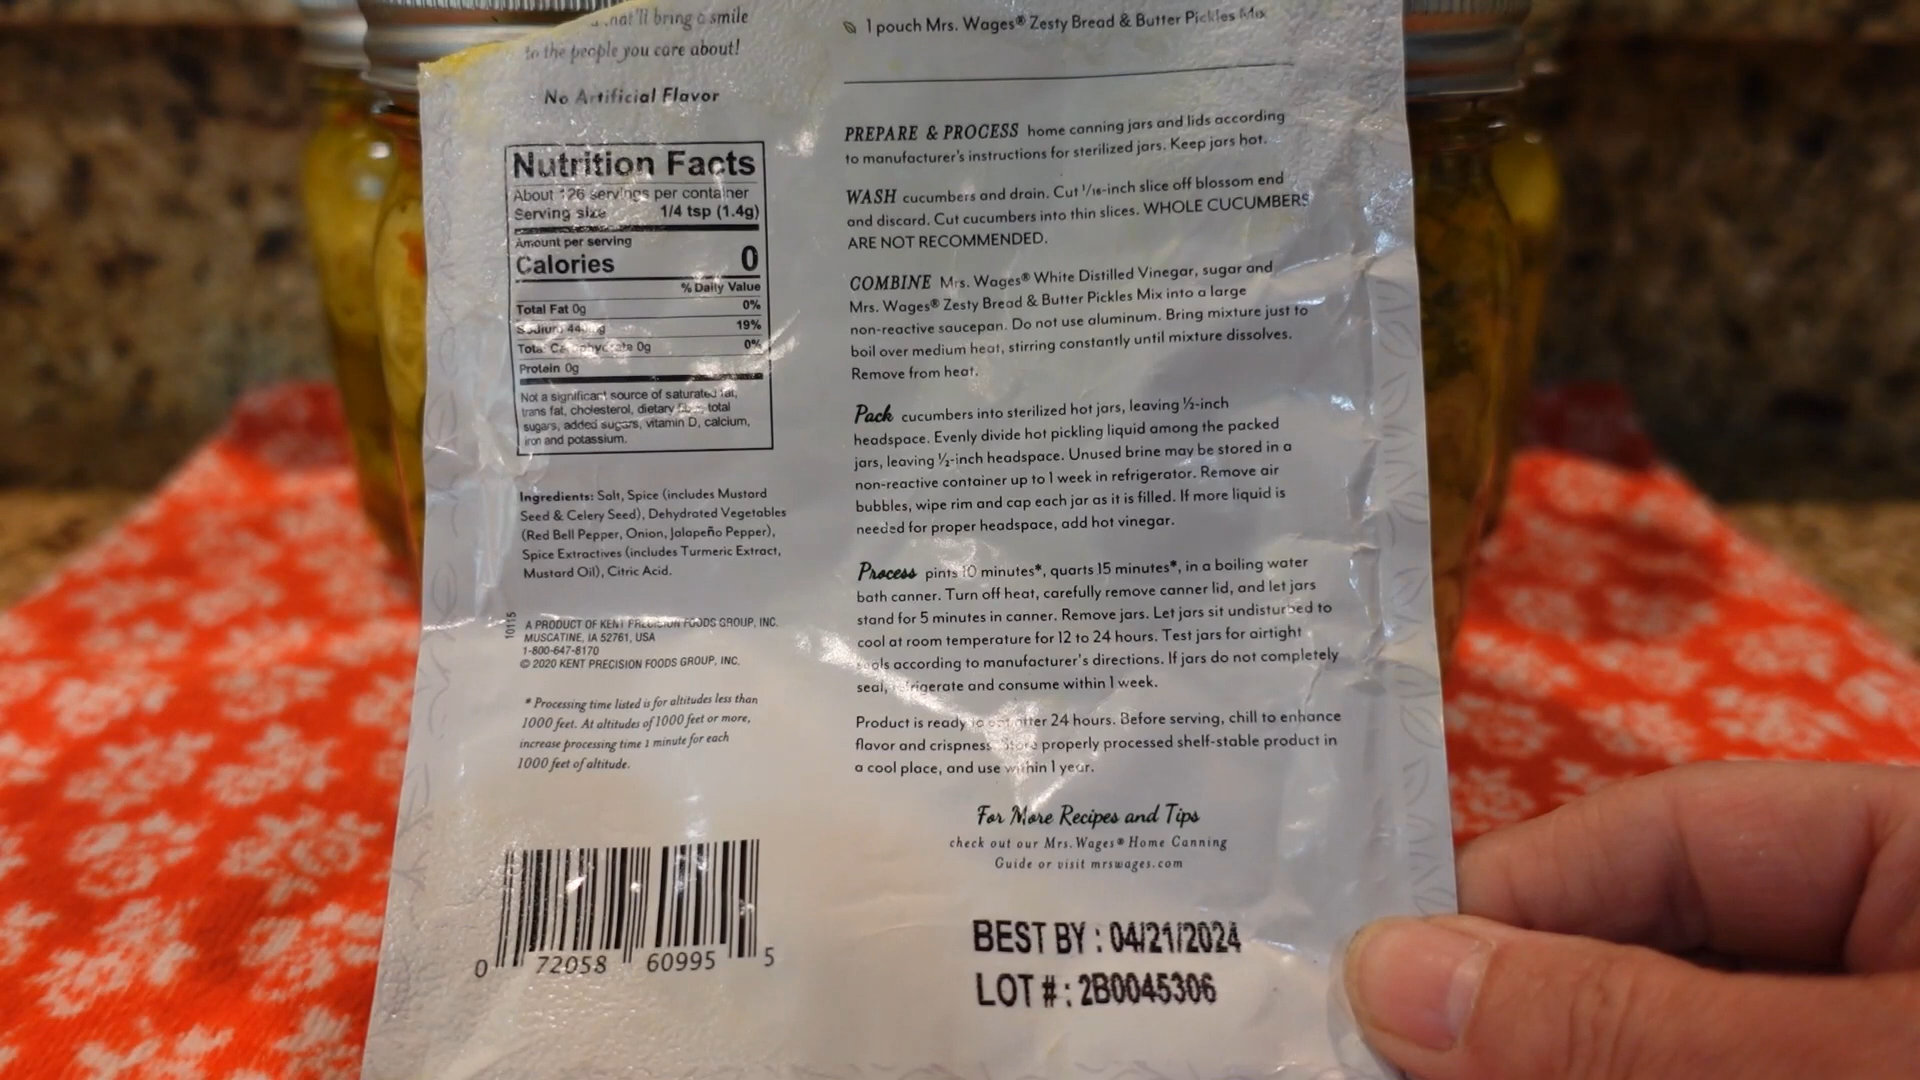 hat'll bring a smile
to the people you care about!
No Artificial Flavor
Nutrition Facts
About 126 servings per container
Serving size 1/4 tsp (1.4g)
Amount per serving
Calories 0
% Daily Value
Total Fat 0g 0%
Sodium 19%
Total Carbohydrate 0g 0%
Protein 0g
Not a significant source of saturated fat,
trans fat, cholesterol, dietary total
sugars, added sugars, vitamin D, calcium,
iron and potassium.
Ingredients: Salt, Spice (includes Mustard
Seed & Celery Seed), Dehydrated Vegetables
(Red Bell Pepper, Onion, Jalapeño Pepper),
Spice Extractives (includes Turmeric Extract,
Mustard Oil), Citric Acid.
10115
A PRODUCT OF KENT PRECISION FOODS GROUP, INC.
MUSCATINE, IA 52761, USA
1-800-647-8170
© 2020 KENT PRECISION FOODS GROUP, INC.
* Processing time listed is for altitudes less than
1000 feet. At altitudes of 1000 feet or more,
increase processing time 1 minute for each
1000 feet of altitude.
0 72058 60995 5
1 pouch Mrs. Wages® Zesty Bread & Butter Pickles Mix
PREPARE & PROCESS home canning jars and lids according
to manufacturer's instructions for sterilized jars. Keep jars hot.
WASH cucumbers and drain. Cut 1/16-inch slice off blossom end
and discard. Cut cucumbers into thin slices. WHOLE CUCUMBERS
ARE NOT RECOMMENDED.
COMBINE Mrs. Wages® White Distilled Vinegar, sugar and
Mrs. Wages® Zesty Bread & Butter Pickles Mix into a large
non-reactive saucepan. Do not use aluminum. Bring mixture just to
boil over medium heat, stirring constantly until mixture dissolves.
Remove from heat.
Pack cucumbers into sterilized hot jars, leaving ½-inch
headspace. Evenly divide hot pickling liquid among the packed
jars, leaving ½-inch headspace. Unused brine may be stored in a
non-reactive container up to 1 week in refrigerator. Remove air
bubbles, wipe rim and cap each jar as it is filled. If more liquid is
needed for proper headspace, add hot vinegar.
Process pints 10 minutes*, quarts 15 minutes*, in a boiling water
bath canner. Turn off heat, carefully remove canner lid, and let jars
stand for 5 minutes in canner. Remove jars. Let jars sit undisturbed to
cool at room temperature for 12 to 24 hours. Test jars for airtight
seals according to manufacturer's directions. If jars do not completely
seal, refrigerate and consume within 1 week.
Product is ready to eat after 24 hours. Before serving, chill to enhance
flavor and crispness. Store properly processed shelf-stable product in
a cool place, and use within 1 year.
For More Recipes and Tips
check out our Mrs. Wages® Home Canning
Guide or visit mrswages.com
BEST BY : 04/21/2024
LOT # : 2B0045306